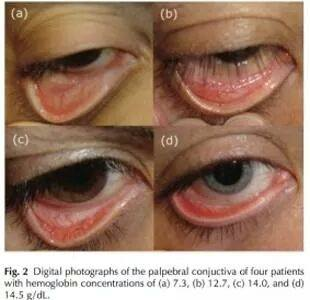 (a)
(b)
(c)
(d)
Fig. 2 Digital photographs of the palpebral conjuctiva of four patients
with hemoglobin concentrations of (a) 7.3, (b) 12.7, (c) 14.0, and (d)
14.5 g/dL.